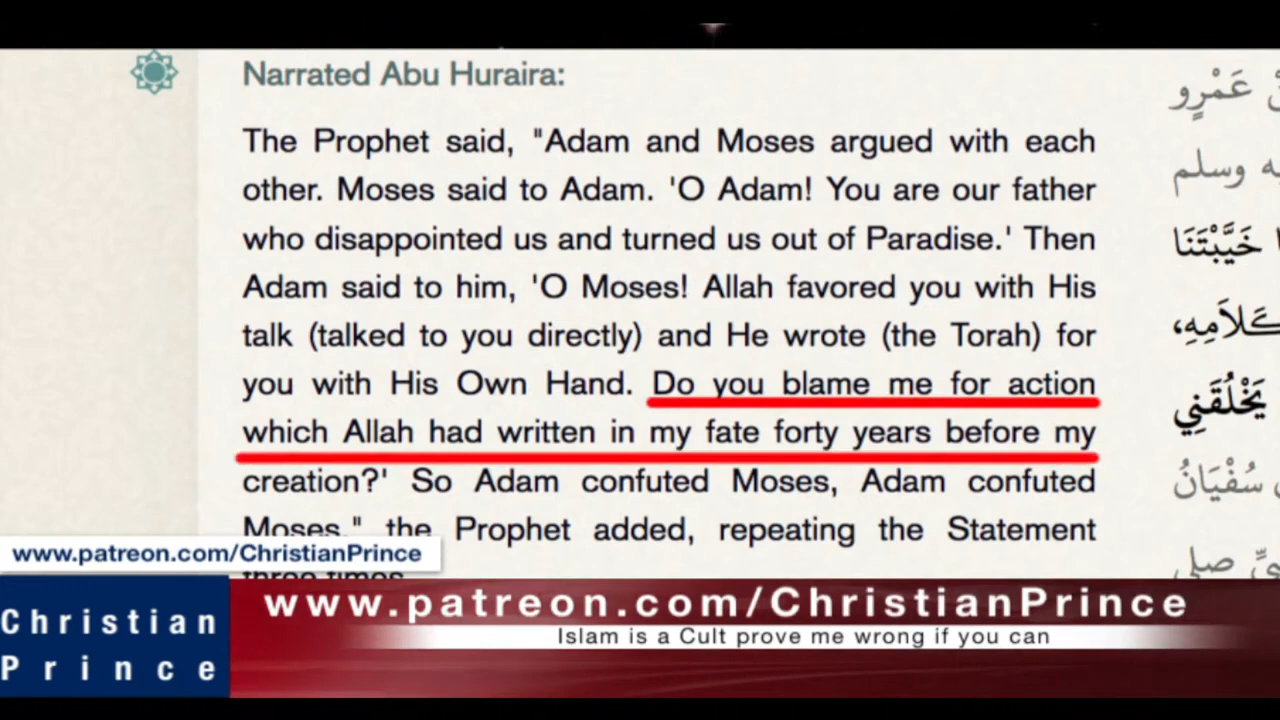 Narrated Abu Huraira:
The Prophet said, "Adam and Moses argued with each
other. Moses said to Adam. 'O Adam! You are our father
who disappointed us and turned us out of Paradise.' Then
Adam said to him, 'O Moses! Allah favored you with His
talk (talked to you directly) and He wrote (the Torah) for
you with His Own Hand. Do you blame me for action
which Allah had written in my fate forty years before my
creation?' So Adam confuted Moses, Adam confuted
Moses," the Prophet added, repeating the Statement
three times.
عَمْرٍو
ه وسلم
خَيَّبْتَنَا
كَلاَمِهِ،
يَخْلُقَنِي
سُفْيَانُ
صلى
www.patreon.com/ChristianPrince
Christian
Prince
www.patreon.com/ChristianPrince
Islam is a Cult prove me wrong if you can